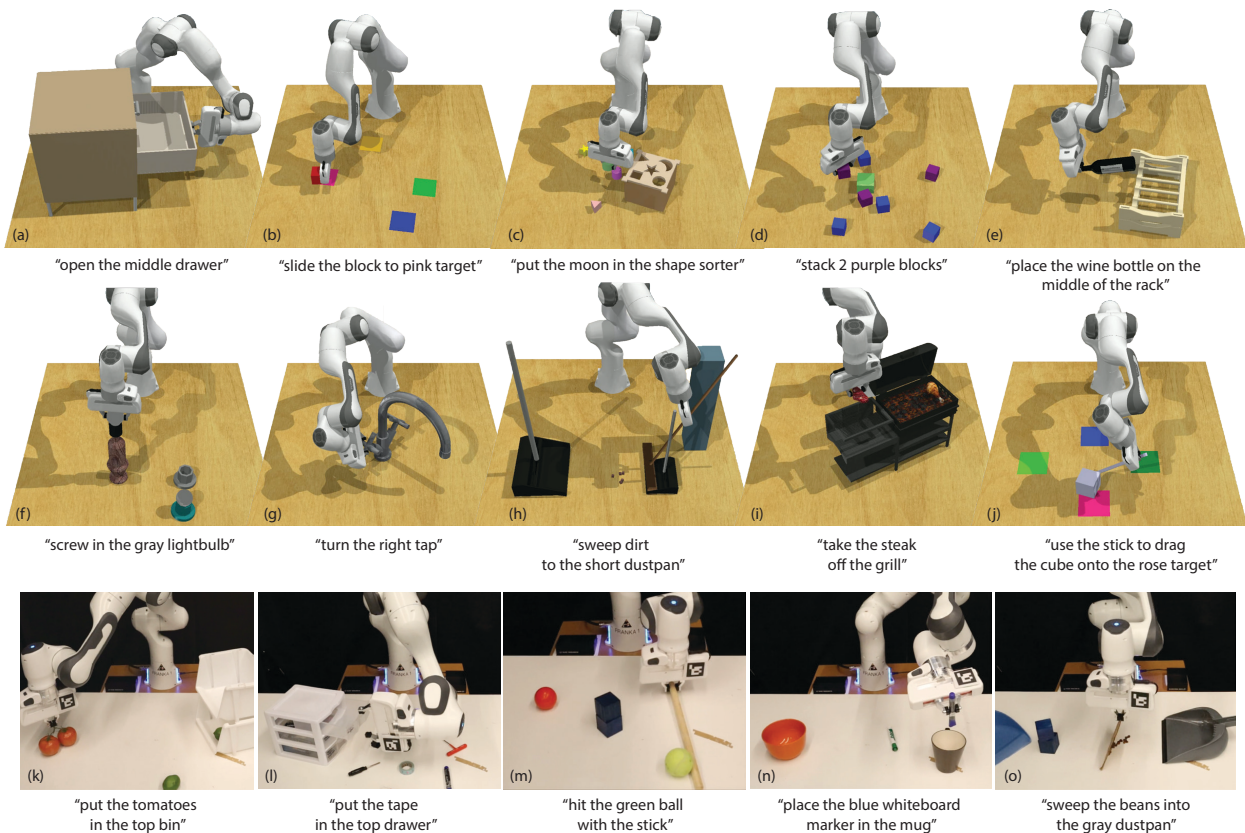 (a)
(b)
(c)
(d)
(e)
"open the middle drawer"
"slide the block to pink target"
"put the moon in the shape sorter"
"stack 2 purple blocks"
"place the wine bottle on the
middle of the rack"
(f)
(g)
(h)
(i)
(j)
"screw in the gray lightbulb"
"turn the right tap"
"sweep dirt
to the short dustpan"
"take the steak
off the grill"
"use the stick to drag
the cube onto the rose target"
(k)
(l)
(m)
(n)
(o)
"put the tomatoes
in the top bin"
"put the tape
in the top drawer"
"hit the green ball
with the stick"
"place the blue whiteboard
marker in the mug"
"sweep the beans into
the gray dustpan"